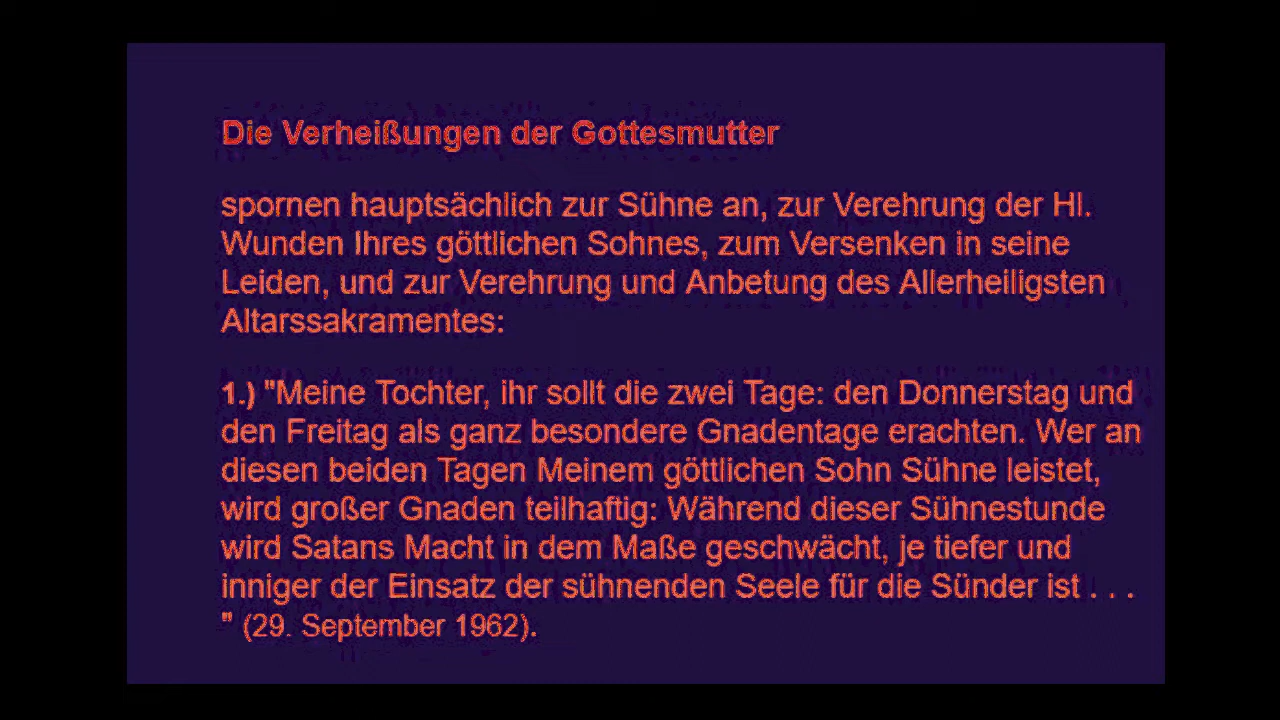 Die Verheißungen der Gottesmutter
spornen hauptsächlich zur Sühne an, zur Verehrung der Hl.
Wunden Ihres göttlichen Sohnes, zum Versenken in seine
Leiden, und zur Verehrung und Anbetung des Allerheiligsten
Altarssakramentes:
1.) "Meine Tochter, ihr sollt die zwei Tage: den Donnerstag und
den Freitag als ganz besondere Gnadentage erachten. Wer an
diesen beiden Tagen Meinem göttlichen Sohn Sühne leistet,
wird großer Gnaden teilhaftig: Während dieser Sühnestunde
wird Satans Macht in dem Maße geschwächt, je tiefer und
inniger der Einsatz der sühnenden Seele für die Sünder ist . . .
" (29. September 1962).